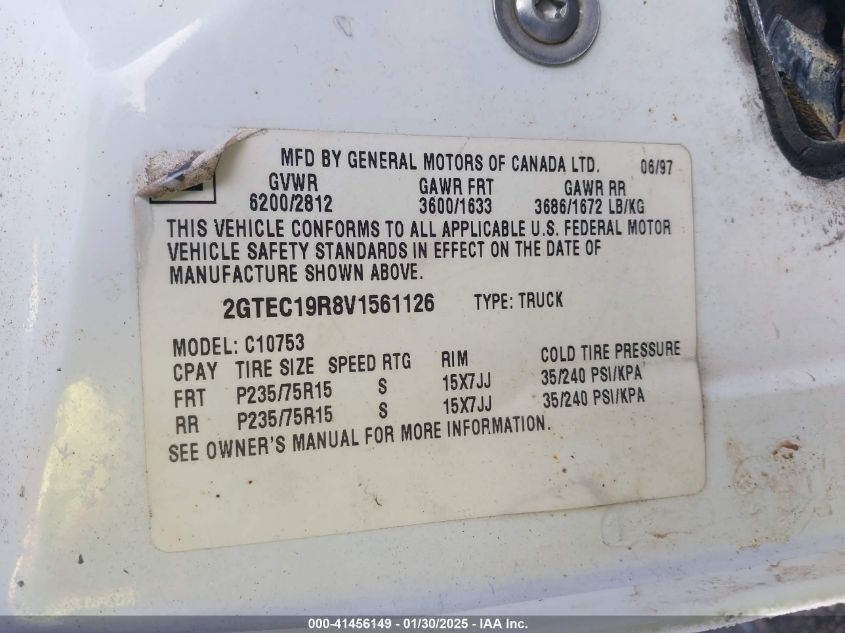 MFD BY GENERAL MOTORS OF CANADA LTD. 06/97
GVWR GAWR FRT GAWR RR
6200/2812 3600/1633 3686/1672 LB/KG
THIS VEHICLE CONFORMS TO ALL APPLICABLE U.S. FEDERAL MOTOR
VEHICLE SAFETY STANDARDS IN EFFECT ON THE DATE OF
MANUFACTURE SHOWN ABOVE.
2GTEC19R8V1561126 TYPE: TRUCK
MODEL: C10753
CPAY TIRE SIZE SPEED RTG RIM COLD TIRE PRESSURE
FRT P235/75R15 S 15X7JJ 35/240 PSI/KPA
RR P235/75R15 S 15X7JJ 35/240 PSI/KPA
SEE OWNER'S MANUAL FOR MORE INFORMATION.
000-41456149 - 01/30/2025 - IAA Inc.